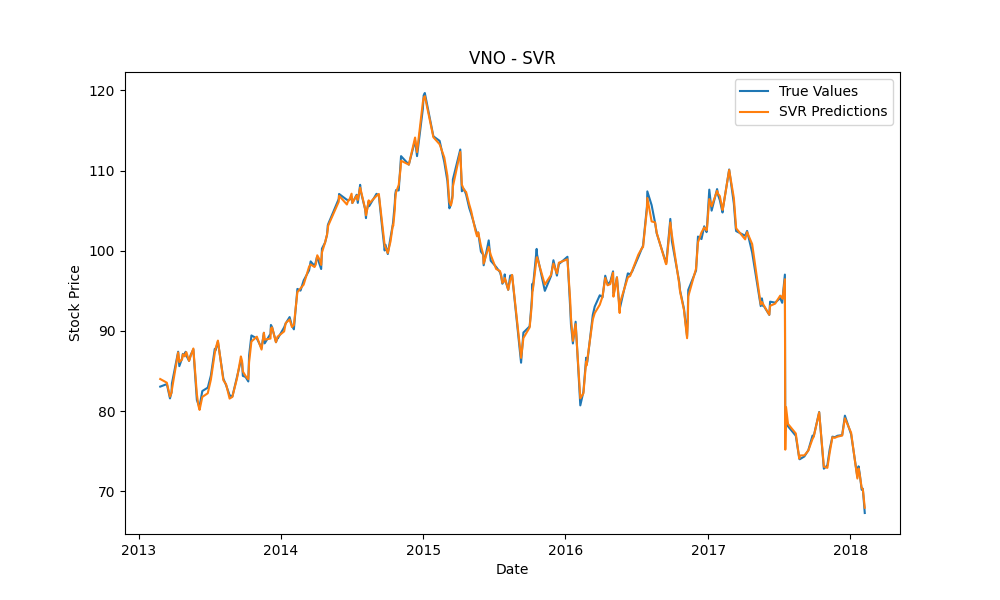 VNO - SVR
True Values
SVR Predictions
Stock Price
120
110
100
90
80
70
2013 2014 2015 2016 2017 2018
Date